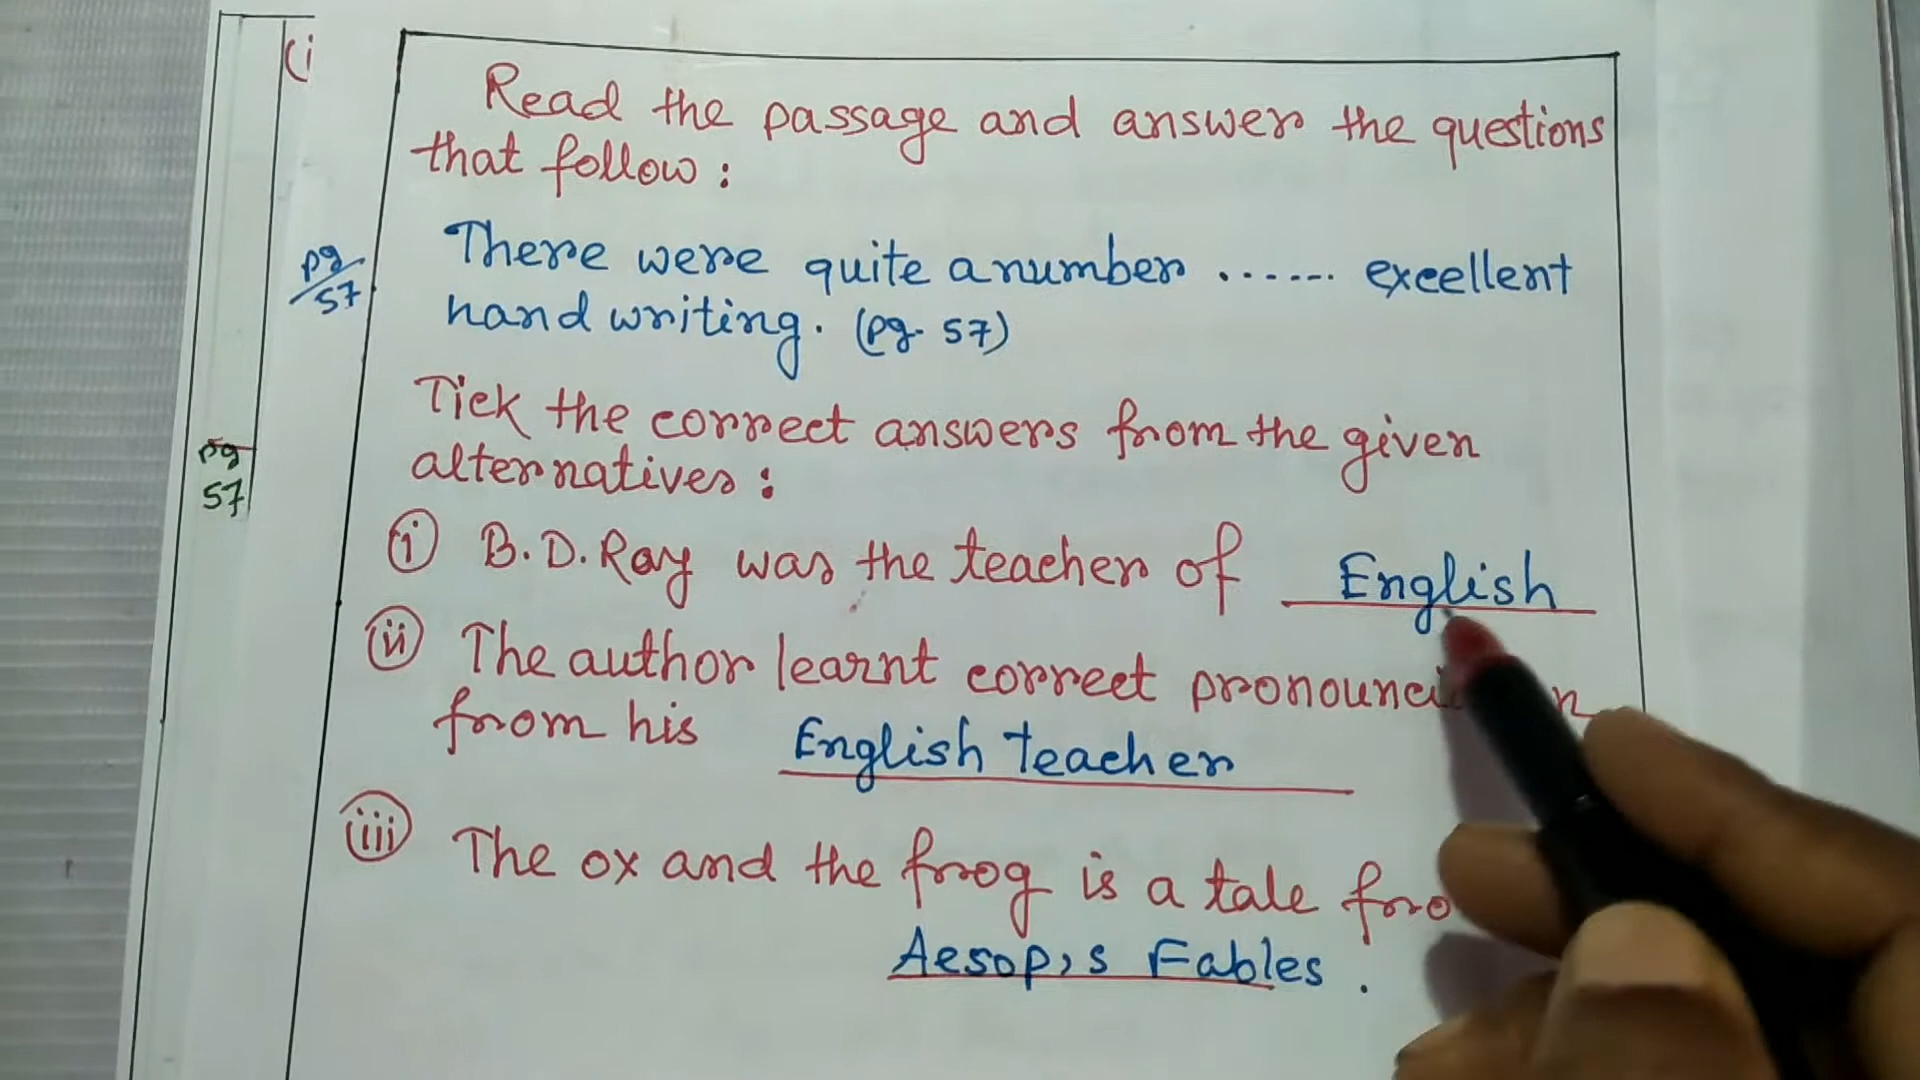 (i
Read the passage and answer the questions
that follow :
pg
57
There were quite a number ...... excellent
hand writing. (pg. 57)
Tick the correct answers from the given
alternatives :
pg
57
(i) B.D. Ray was the teacher of English
(ii) The author learnt correct
from his English teacher
(iii) The ox and the frog is a tale
Aesop's Fables.